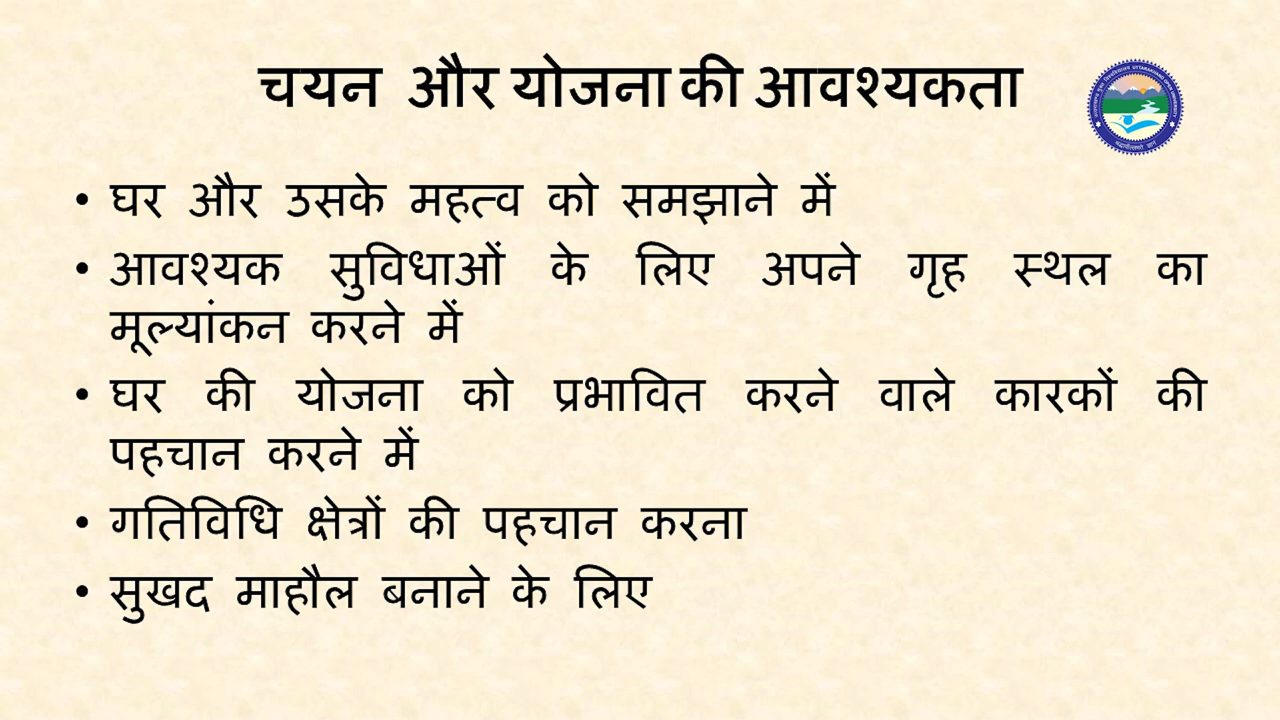 चयन और योजना की आवश्यकता
• घर और उसके महत्व को समझाने में
• आवश्यक सुविधाओं के लिए अपने गृह स्थल का
मूल्यांकन करने में
• घर की योजना को प्रभावित करने वाले कारकों की
पहचान करने में
• गतिविधि क्षेत्रों की पहचान करना
• सुखद माहौल बनाने के लिए